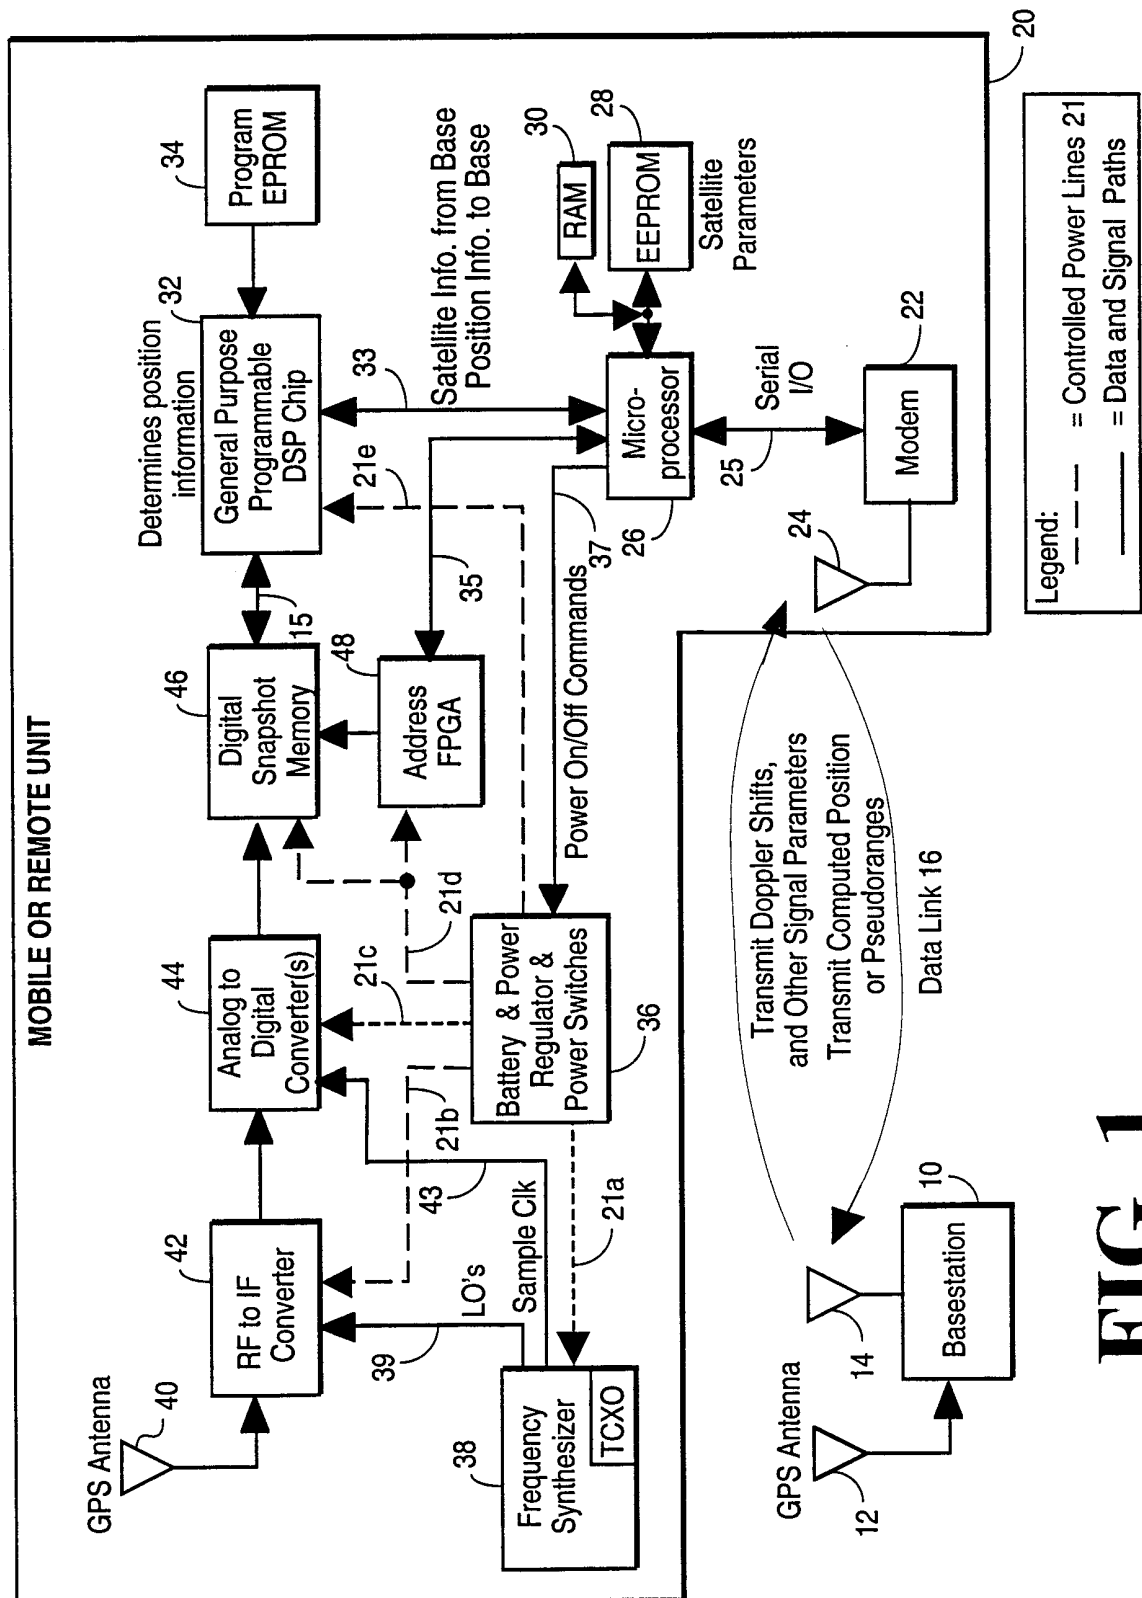 MOBILE OR REMOTE UNIT
GPS Antenna
40
42
RF to IF
Converter
44
Analog to
Digital
Converter(s)
46
Digital
Snapshot
Memory
15
Determines position
information
32
General Purpose
Programmable
DSP Chip
34
Program
EPROM
39
LO's
Sample Clk
43
21b
21c
21d
21e
48
Address
FPGA
35
33
Satellite Info. from Base
Position Info. to Base
38
Frequency
Synthesizer
TCXO
21a
Battery & Power
Regulator &
Power Switches
36
Power On/Off Commands
37
Micro-
processor
26
30
RAM
28
EEPROM
Satellite
Parameters
25
Serial
I/O
24
22
Modem
20
GPS Antenna
12
14
10
Basestation
Transmit Doppler Shifts,
and Other Signal Parameters
Transmit Computed Position
or Pseudoranges
Data Link 16
Legend:
= Controlled Power Lines 21
= Data and Signal Paths
FIG 1